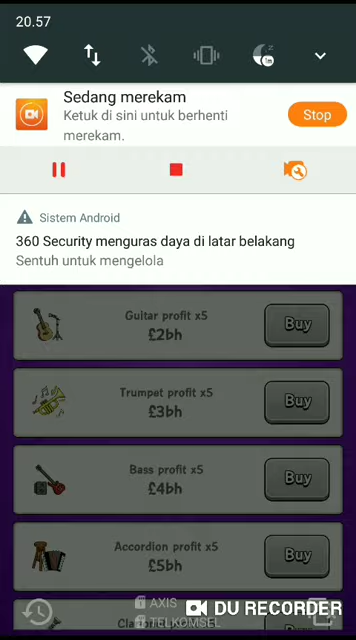 20.57
Sedang merekam
Ketuk di sini untuk berhenti
merekam.
Stop
Sistem Android
360 Security menguras daya di latar belakang
Sentuh untuk mengelola
Guitar profit x5
£2bh
Buy
Trumpet profit x5
£3bh
Buy
Bass profit x5
£4bh
Buy
Accordion profit x5
£5bh
Buy
AXIS
TELKOMSEL
DU RECORDER